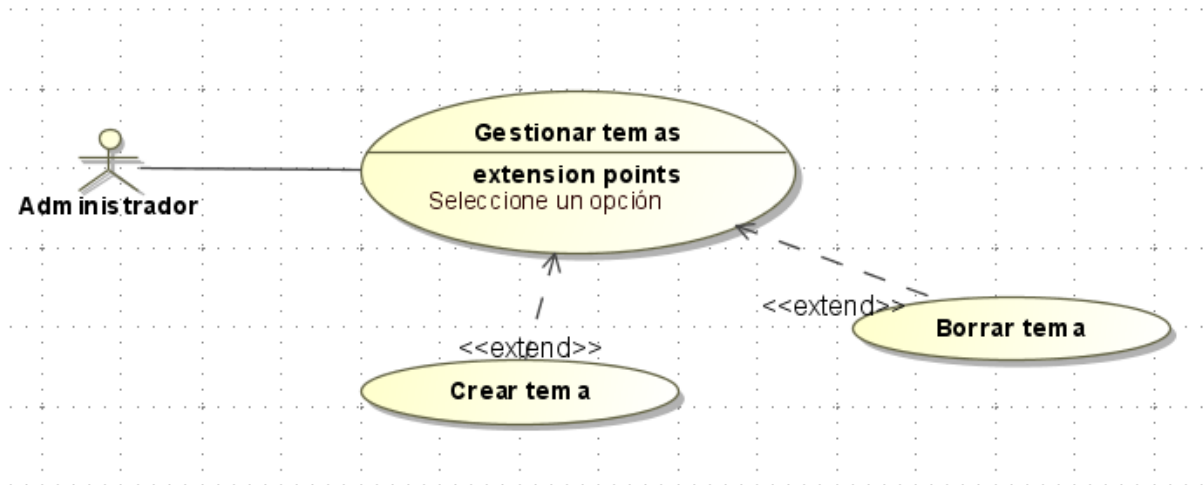 Gestionar temas
extension points
Seleccione un opción
Administrador
<<extend>>
Borrar tema
<<extend>>
Crear tema